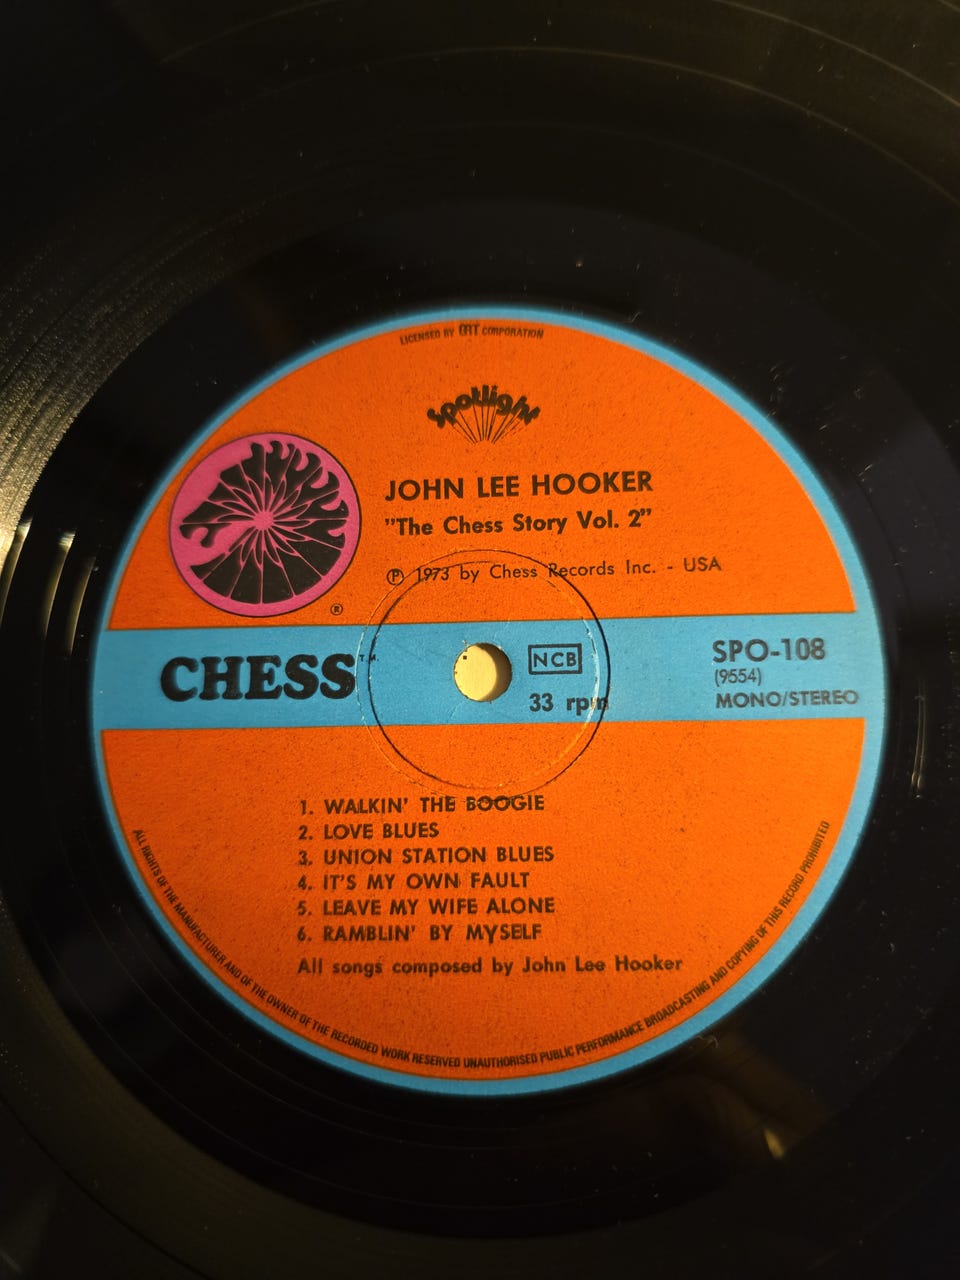 LICENSED BY GRT CORPORATION
Spotlight
JOHN LEE HOOKER
"The Chess Story Vol. 2"
℗ 1973 by Chess Records Inc. - USA
®
CHESS™.
NCB
33 rpm
SPO-108
(9554)
MONO/STEREO
1. WALKIN' THE BOOGIE
2. LOVE BLUES
3. UNION STATION BLUES
4. IT'S MY OWN FAULT
5. LEAVE MY WIFE ALONE
6. RAMBLIN' BY MYSELF
All songs composed by John Lee Hooker
ALL RIGHTS OF THE MANUFACTURER AND OF THE OWNER OF THE RECORDED WORK RESERVED UNAUTHORISED PUBLIC PERFORMANCE BROADCASTING AND COPYING OF THIS RECORD PROHIBITED